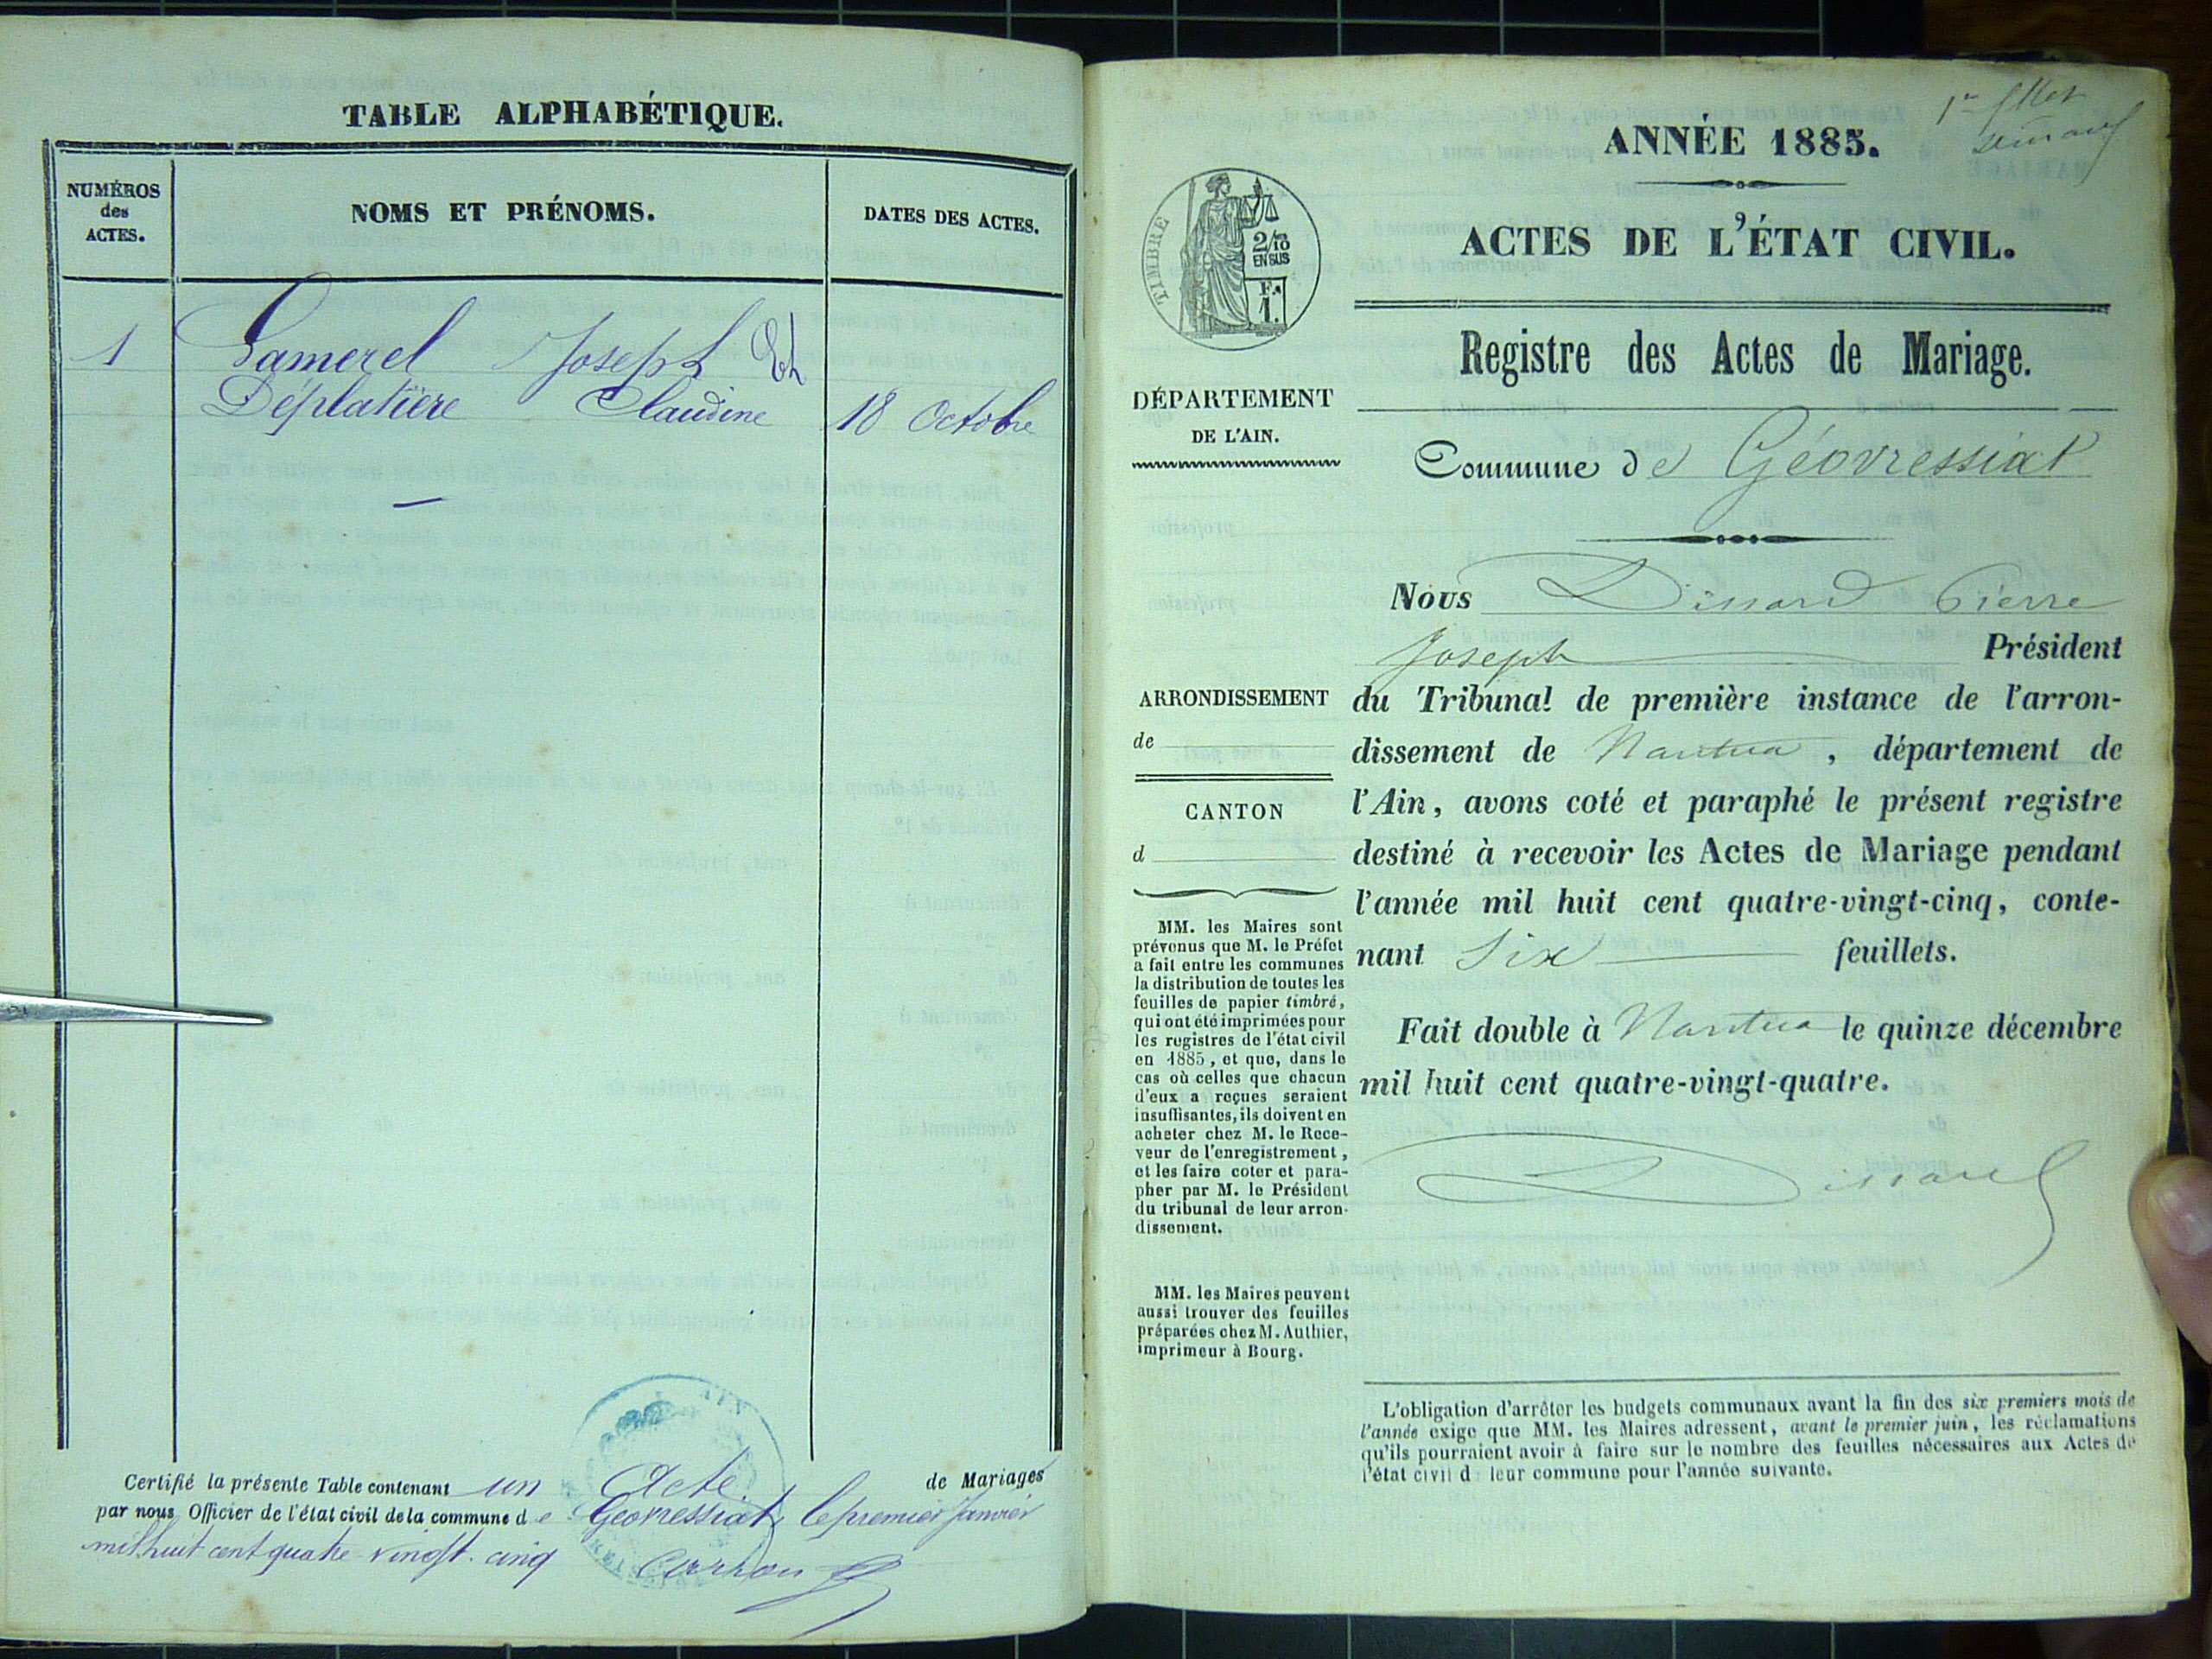 TABLE ALPHABÉTIQUE.
NUMÉROS
des
ACTES.
NOMS ET PRÉNOMS.
DATES DES ACTES.
1
Gamerel Joseph
Déplatière Claudine
18 Octobre
Certifié la présente Table contenant un Acte de Mariages
par nous Officier de l'état civil de la commune de Géovressiat, le premier Janvier
mil huit cent quatre-vingt-cinq
AIN
ANNÉE 1885.
ACTES DE L'ÉTAT CIVIL.
TIMBRE
2/10
EN SUS
F.
1.
Registre des Actes de Mariage.
DÉPARTEMENT
DE L'AIN.
Commune de Géovressiat
Nous Pierre
Joseph Président
ARRONDISSEMENT
de
CANTON
d
du Tribunal de première instance de l'arron-
dissement de Nantua, département de
l'Ain, avons coté et paraphé le présent registre
destiné à recevoir les Actes de Mariage pendant
l'année mil huit cent quatre-vingt-cinq, conte-
nant Six feuillets.
Fait double à Nantua le quinze décembre
mil huit cent quatre-vingt-quatre.
MM. les Maires sont
prévenus que M. le Préfet
a fait entre les communes
la distribution de toutes les
feuilles de papier timbré,
qui ont été imprimées pour
les registres de l'état civil
en 1885, et que, dans le
cas où celles que chacun
d'eux a reçues seraient
insuffisantes, ils doivent en
acheter chez M. le Rece-
veur de l'enregistrement,
et les faire coter et para-
pher par M. le Président
du tribunal de leur arron-
dissement.
MM. les Maires peuvent
aussi trouver des feuilles
préparées chez M. Authier,
imprimeur à Bourg.
L'obligation d'arrêter les budgets communaux avant la fin des six premiers mois de
l'année exige que MM. les Maires adressent, avant le premier juin, les réclamations
qu'ils pourraient avoir à faire sur le nombre des feuilles nécessaires aux Actes de
l'état civil d leur commune pour l'année suivante.